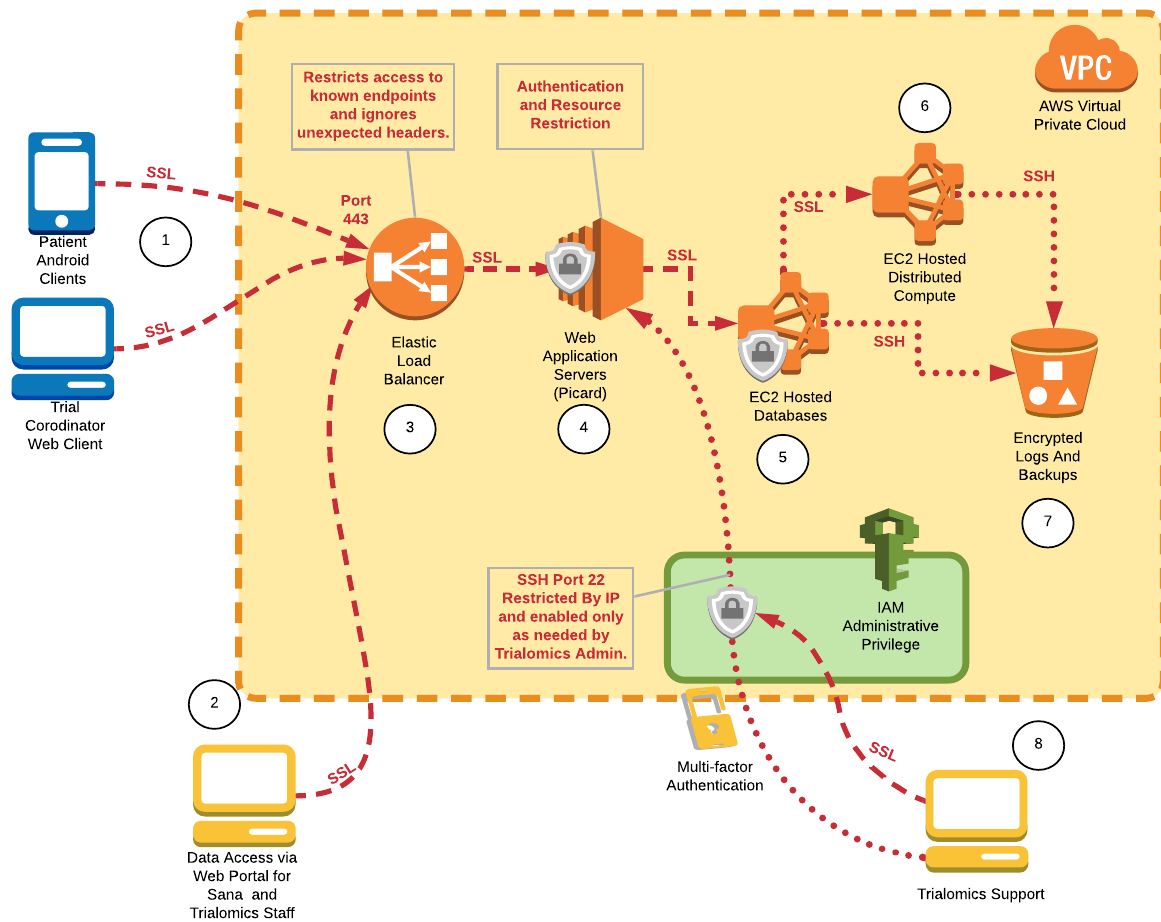 VPC
AWS Virtual
Private Cloud
Restricts access to
known endpoints
and ignores
unexpected headers.
Authentication
and Resource
Restriction
6
SSL
Port
443
1
Patient
Android
Clients
SSL
SSL
SSL
SSL
SSH
EC2 Hosted
Distributed
Compute
Trial
Corodinator
Web Client
Elastic
Load
Balancer
3
Web
Application
Servers
(Picard)
4
SSH
EC2 Hosted
Databases
5
Encrypted
Logs And
Backups
7
SSH Port 22
Restricted By IP
and enabled only
as needed by
Trialomics Admin.
IAM
Administrative
Privilege
2
SSL
Data Access via
Web Portal for
Sana and
Trialomics Staff
Multi-factor
Authentication
SSL
8
Trialomics Support